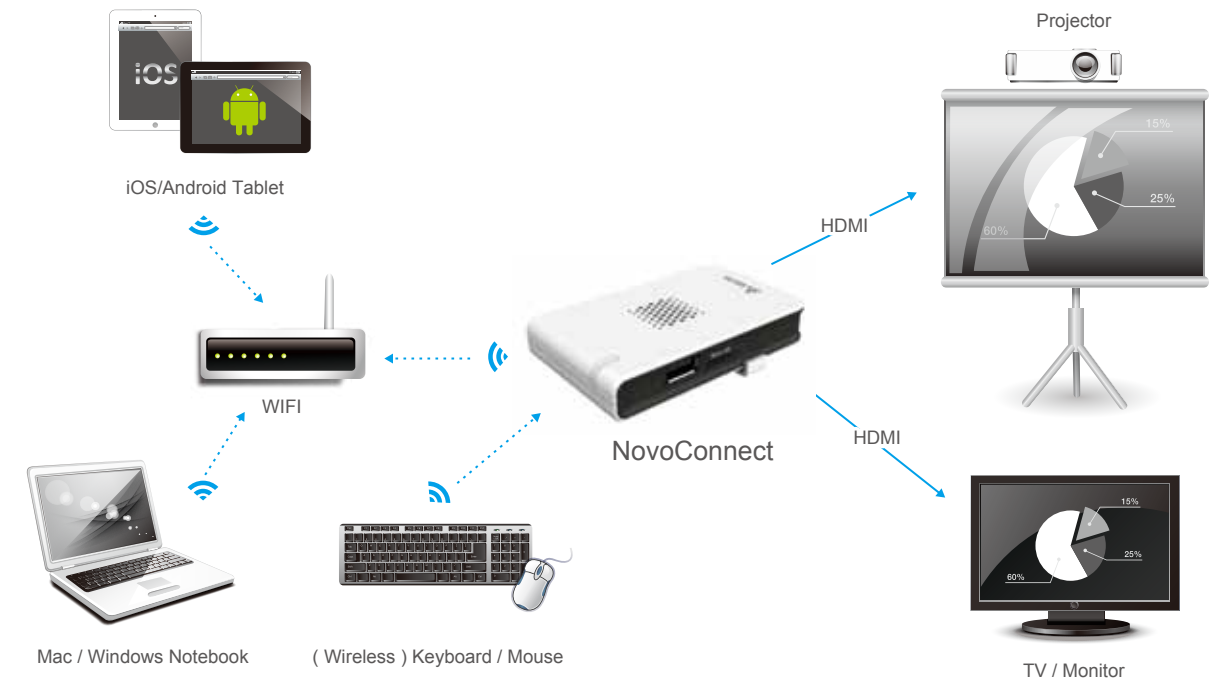 Projector
iOS
15%
25%
60%
iOS/Android Tablet
HDMI
WIFI
NovoConnect
HDMI
15%
25%
60%
Mac / Windows Notebook
( Wireless ) Keyboard / Mouse
TV / Monitor